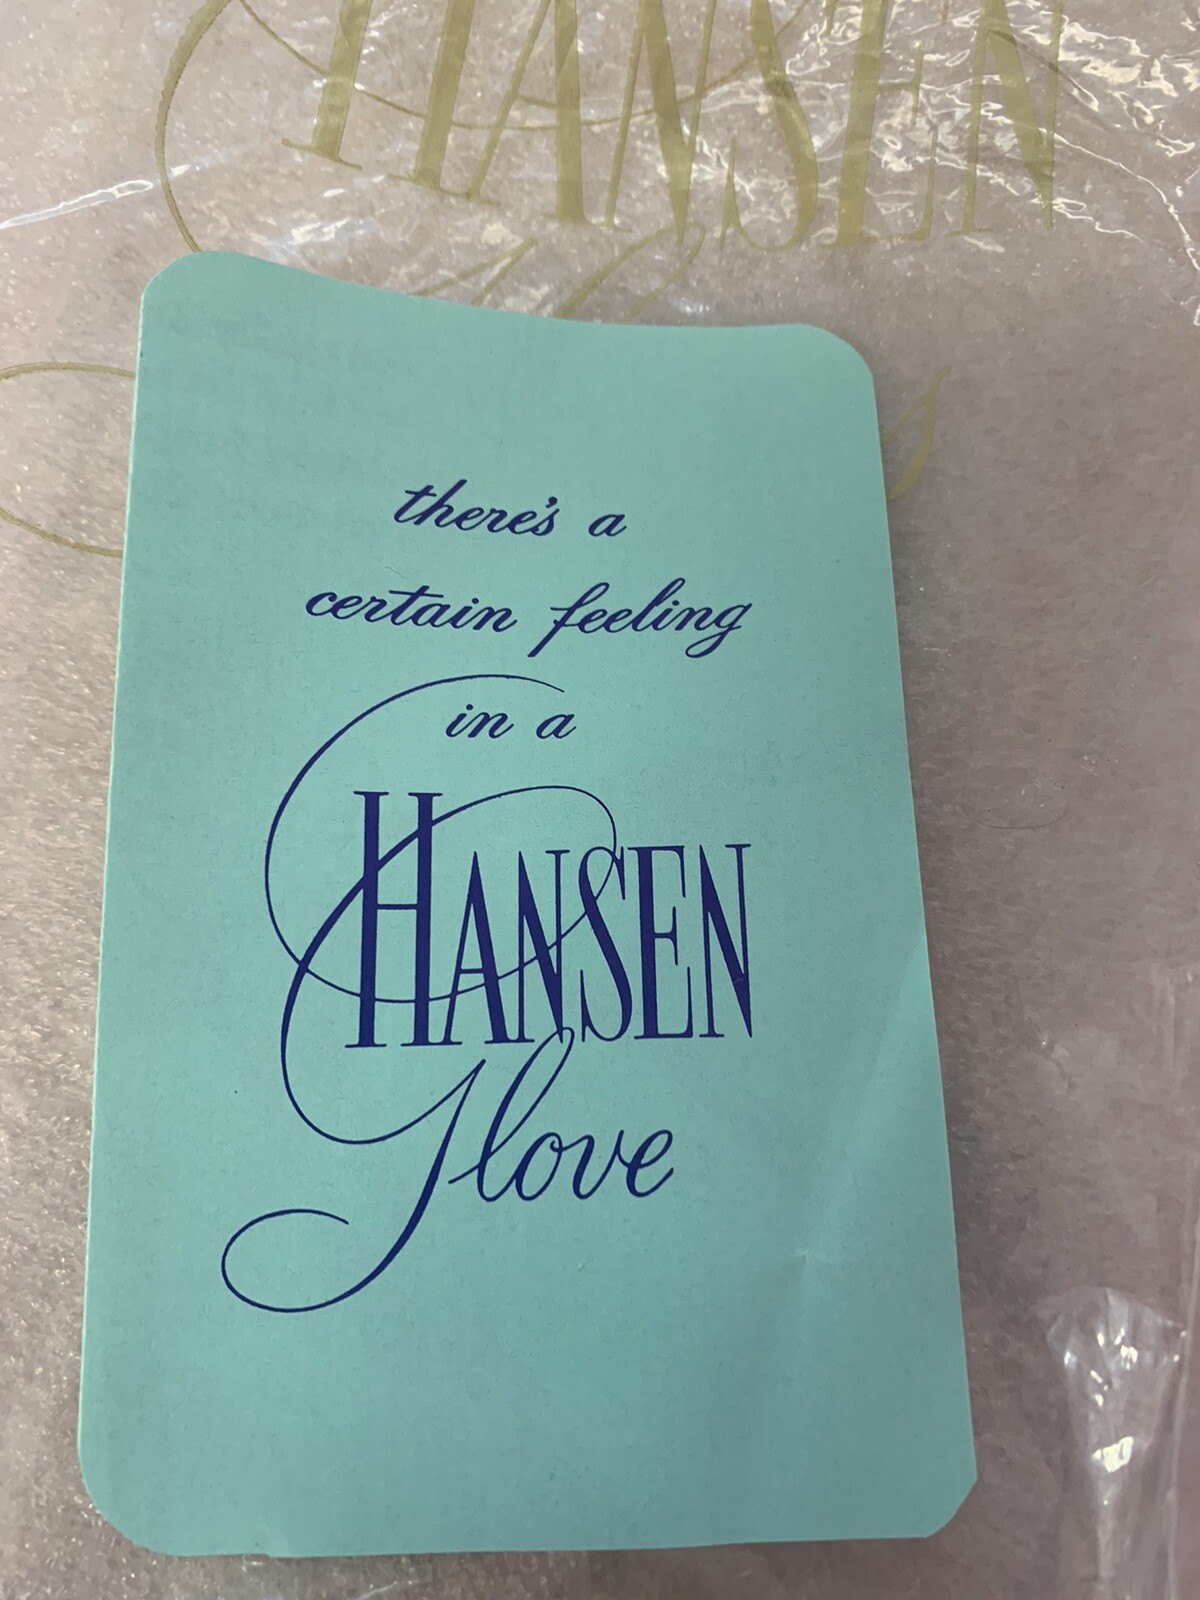 HANSEN
there's a
certain feeling
in a
HANSEN
Glove